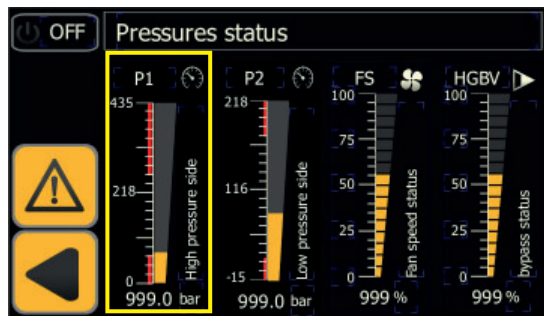 OFF Pressures status
P1 P2 FS HGBV
435 218 100 100
75 75
218 116 50 50
25 25
0 -15 0 0
High pressure side
Low pressure side
Fan speed status
bypass status
999.0 bar 999.0 bar 999 % 999 %